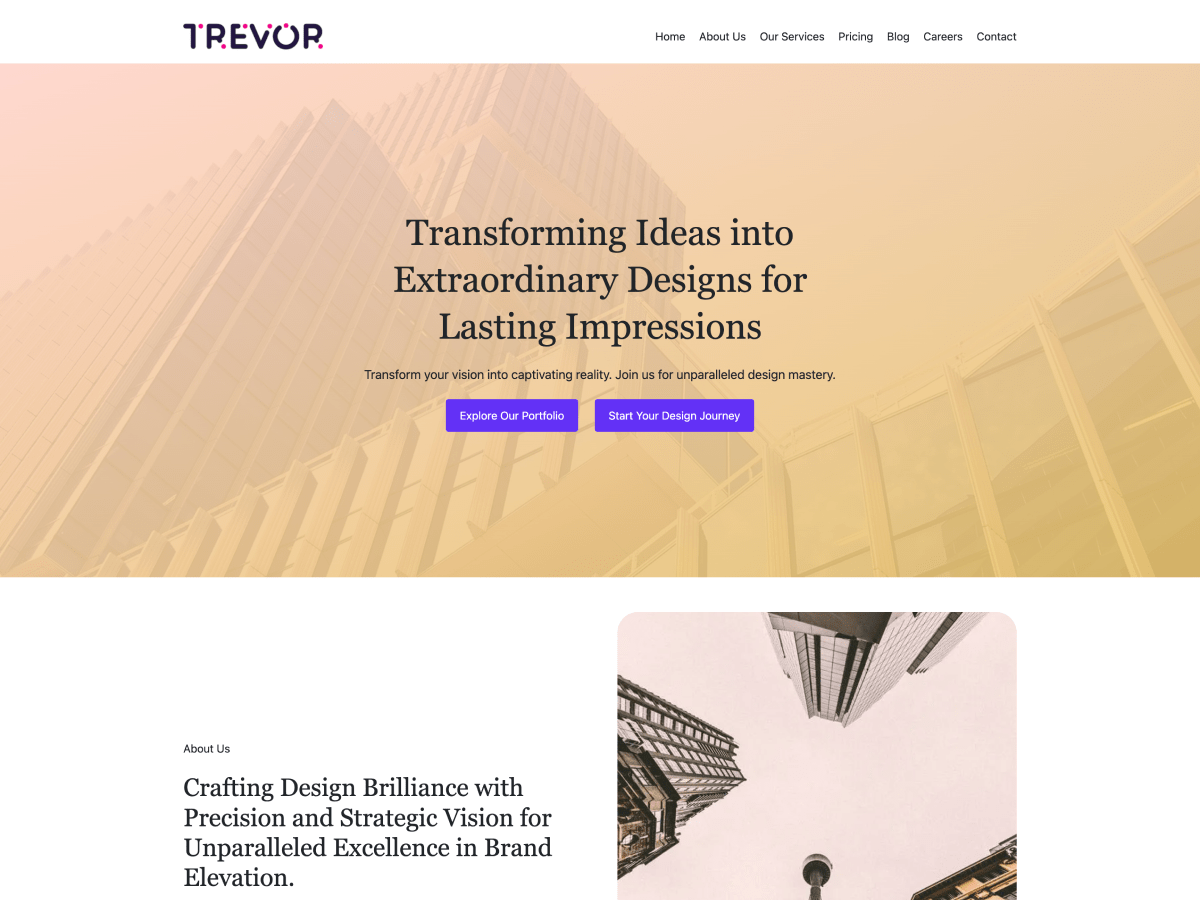 TREVOR
Home About Us Our Services Pricing Blog Careers Contact
Transforming Ideas into
Extraordinary Designs for
Lasting Impressions
Transform your vision into captivating reality. Join us for unparalleled design mastery.
Explore Our Portfolio Start Your Design Journey
About Us
Crafting Design Brilliance with
Precision and Strategic Vision for
Unparalleled Excellence in Brand
Elevation.